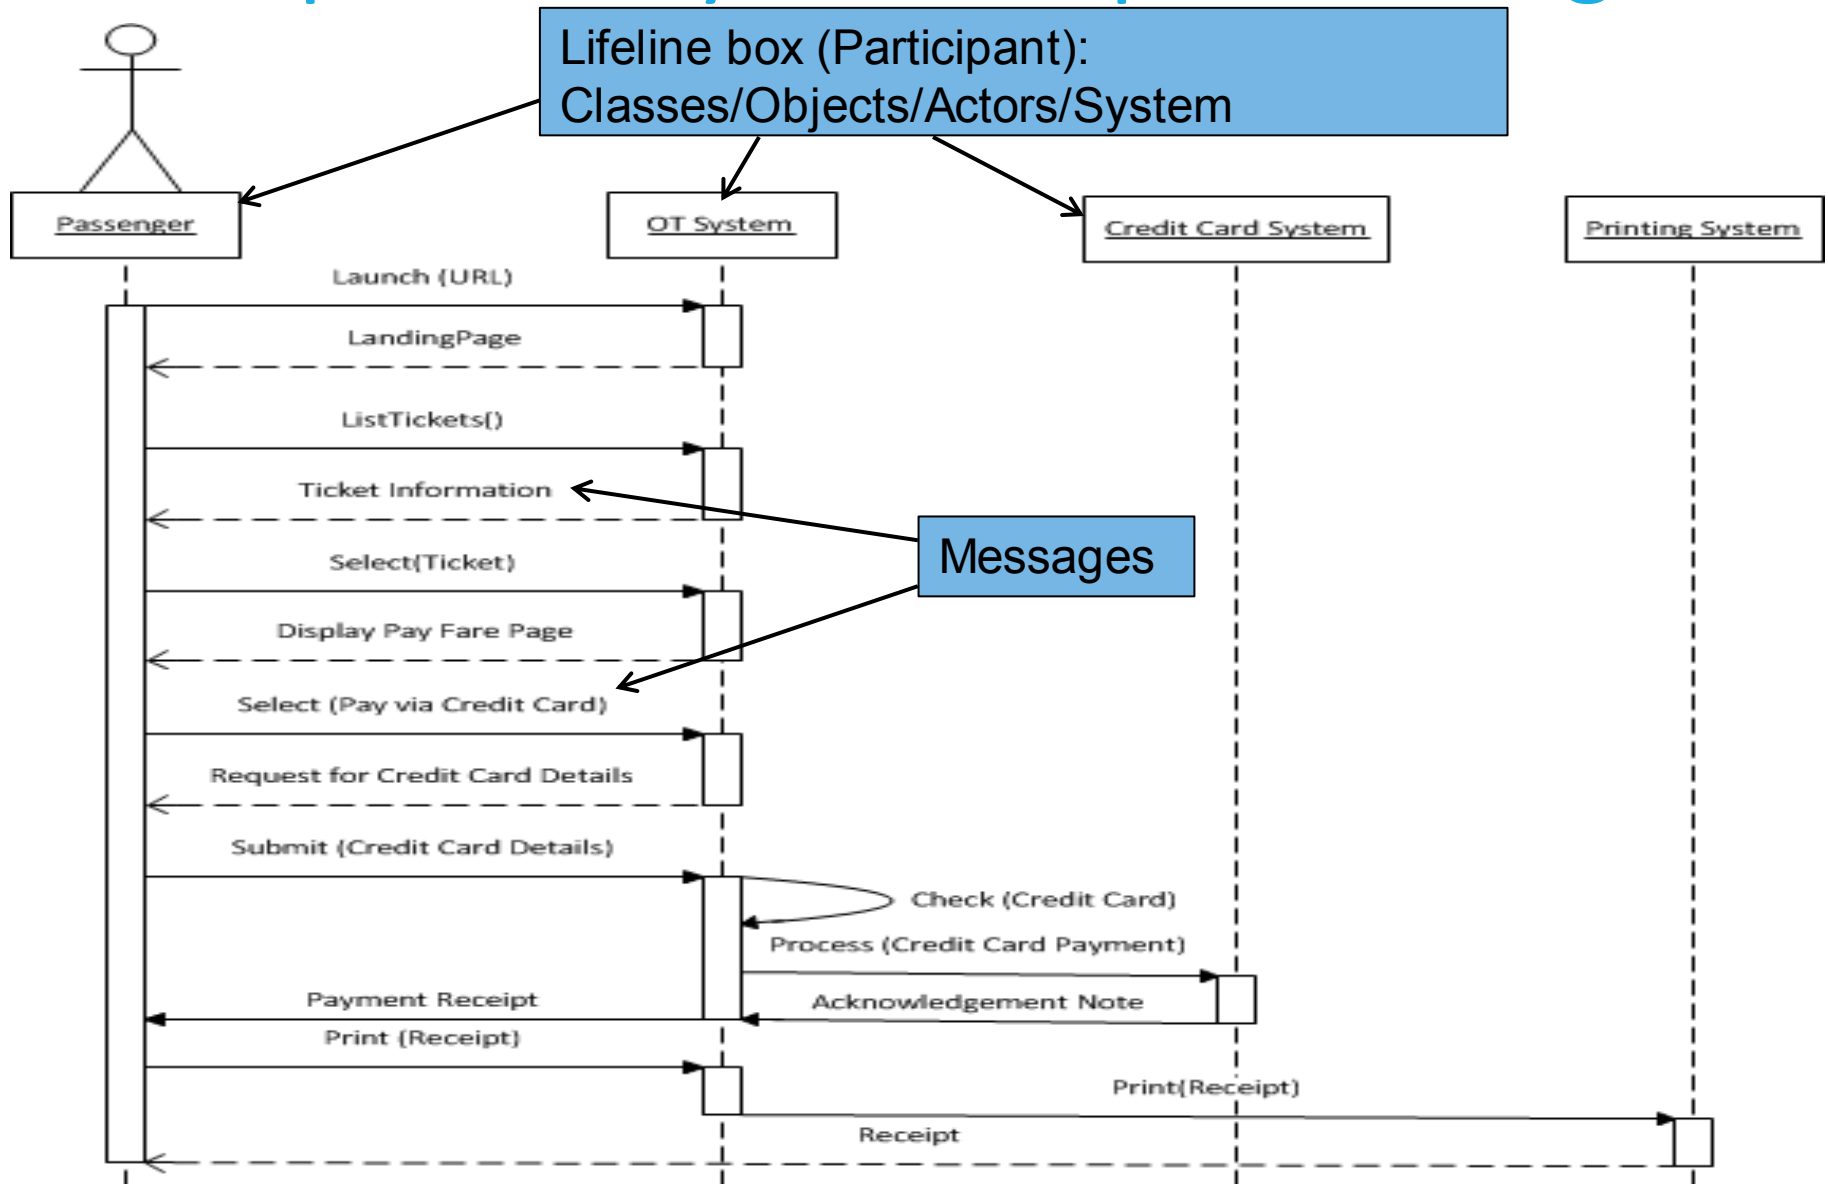 Lifeline box (Participant):
Classes/Objects/Actors/System
Passenger
OT System
Credit Card System
Printing System
Launch (URL)
LandingPage
ListTickets()
Ticket Information
Messages
Select(Ticket)
Display Pay Fare Page
Select (Pay via Credit Card)
Request for Credit Card Details
Submit (Credit Card Details)
Check (Credit Card)
Process (Credit Card Payment)
Payment Receipt
Acknowledgement Note
Print (Receipt)
Print(Receipt)
Receipt